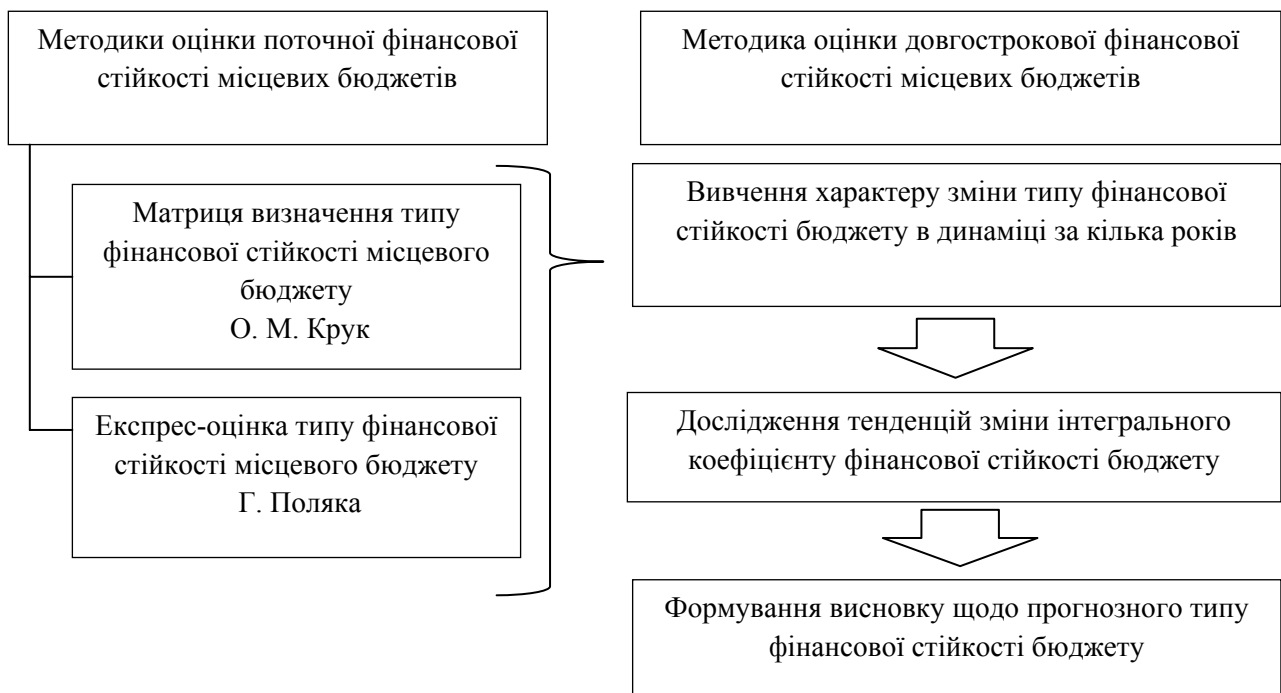 Методики оцінки поточної фінансової
стійкості місцевих бюджетів
Матриця визначення типу
фінансової стійкості місцевого
бюджету
О. М. Крук
Експрес-оцінка типу фінансової
стійкості місцевого бюджету
Г. Поляка
Методика оцінки довгострокової фінансової
стійкості місцевих бюджетів
Вивчення характеру зміни типу фінансової
стійкості бюджету в динаміці за кілька років
Дослідження тенденцій зміни інтегрального
коефіцієнту фінансової стійкості бюджету
Формування висновку щодо прогнозного типу
фінансової стійкості бюджету